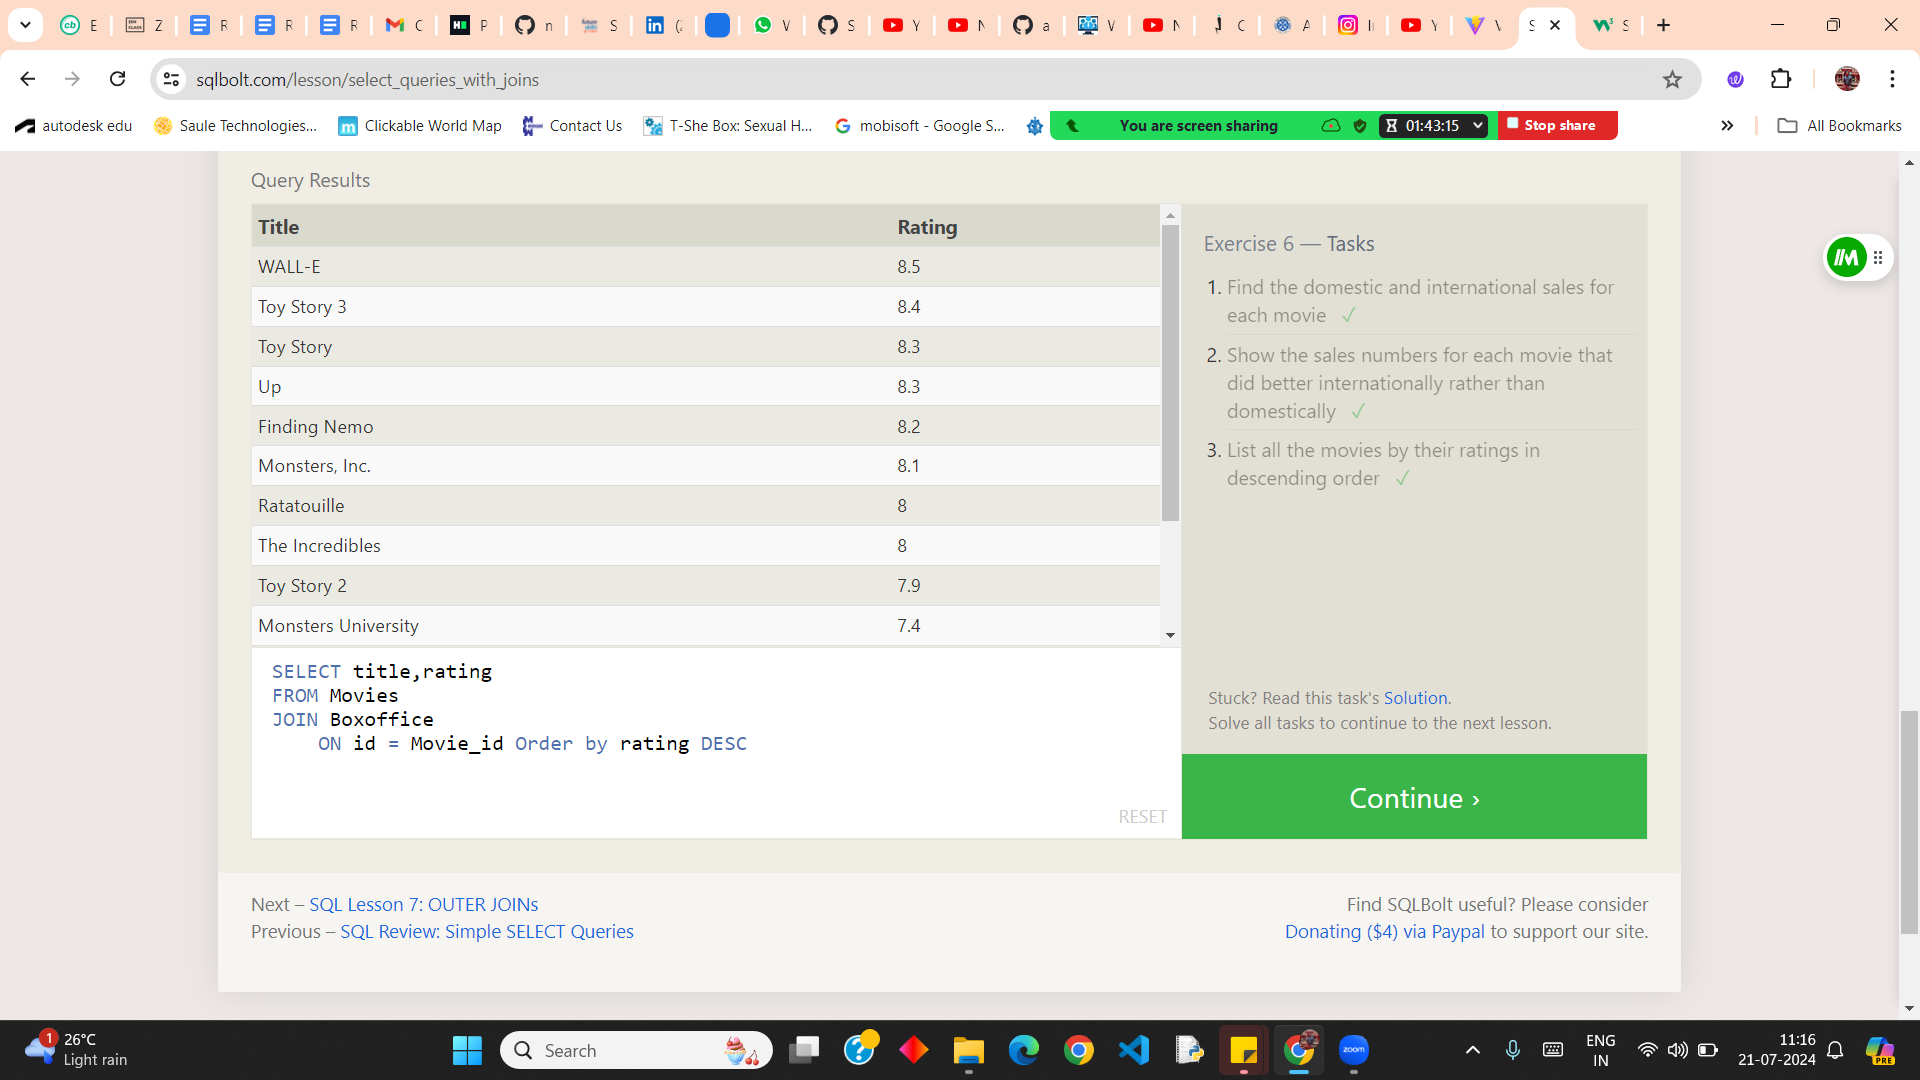 E
Z
R
R
R
C
P
n
S
(2
W
S
Y
N
a
W
N
C
A
I
Y
V
S
S
sqlbolt.com/lesson/select_queries_with_joins
autodesk edu
Saule Technologies...
Clickable World Map
Contact Us
T-She Box: Sexual H...
mobisoft - Google S...
You are screen sharing
01:43:15
Stop share
»
All Bookmarks
Query Results
Title Rating
WALL-E 8.5
Toy Story 3 8.4
Toy Story 8.3
Up 8.3
Finding Nemo 8.2
Monsters, Inc. 8.1
Ratatouille 8
The Incredibles 8
Toy Story 2 7.9
Monsters University 7.4
SELECT title,rating
FROM Movies
JOIN Boxoffice
ON id = Movie_id Order by rating DESC
RESET
Exercise 6 — Tasks
1. Find the domestic and international sales for
each movie ✓
2. Show the sales numbers for each movie that
did better internationally rather than
domestically ✓
3. List all the movies by their ratings in
descending order ✓
Stuck? Read this task's Solution.
Solve all tasks to continue to the next lesson.
Continue ›
Next – SQL Lesson 7: OUTER JOINs
Previous – SQL Review: Simple SELECT Queries
Find SQLBolt useful? Please consider
Donating ($4) via Paypal to support our site.
1
26°C
Light rain
Search
zoom
ENG
IN
11:16
21-07-2024
PRE